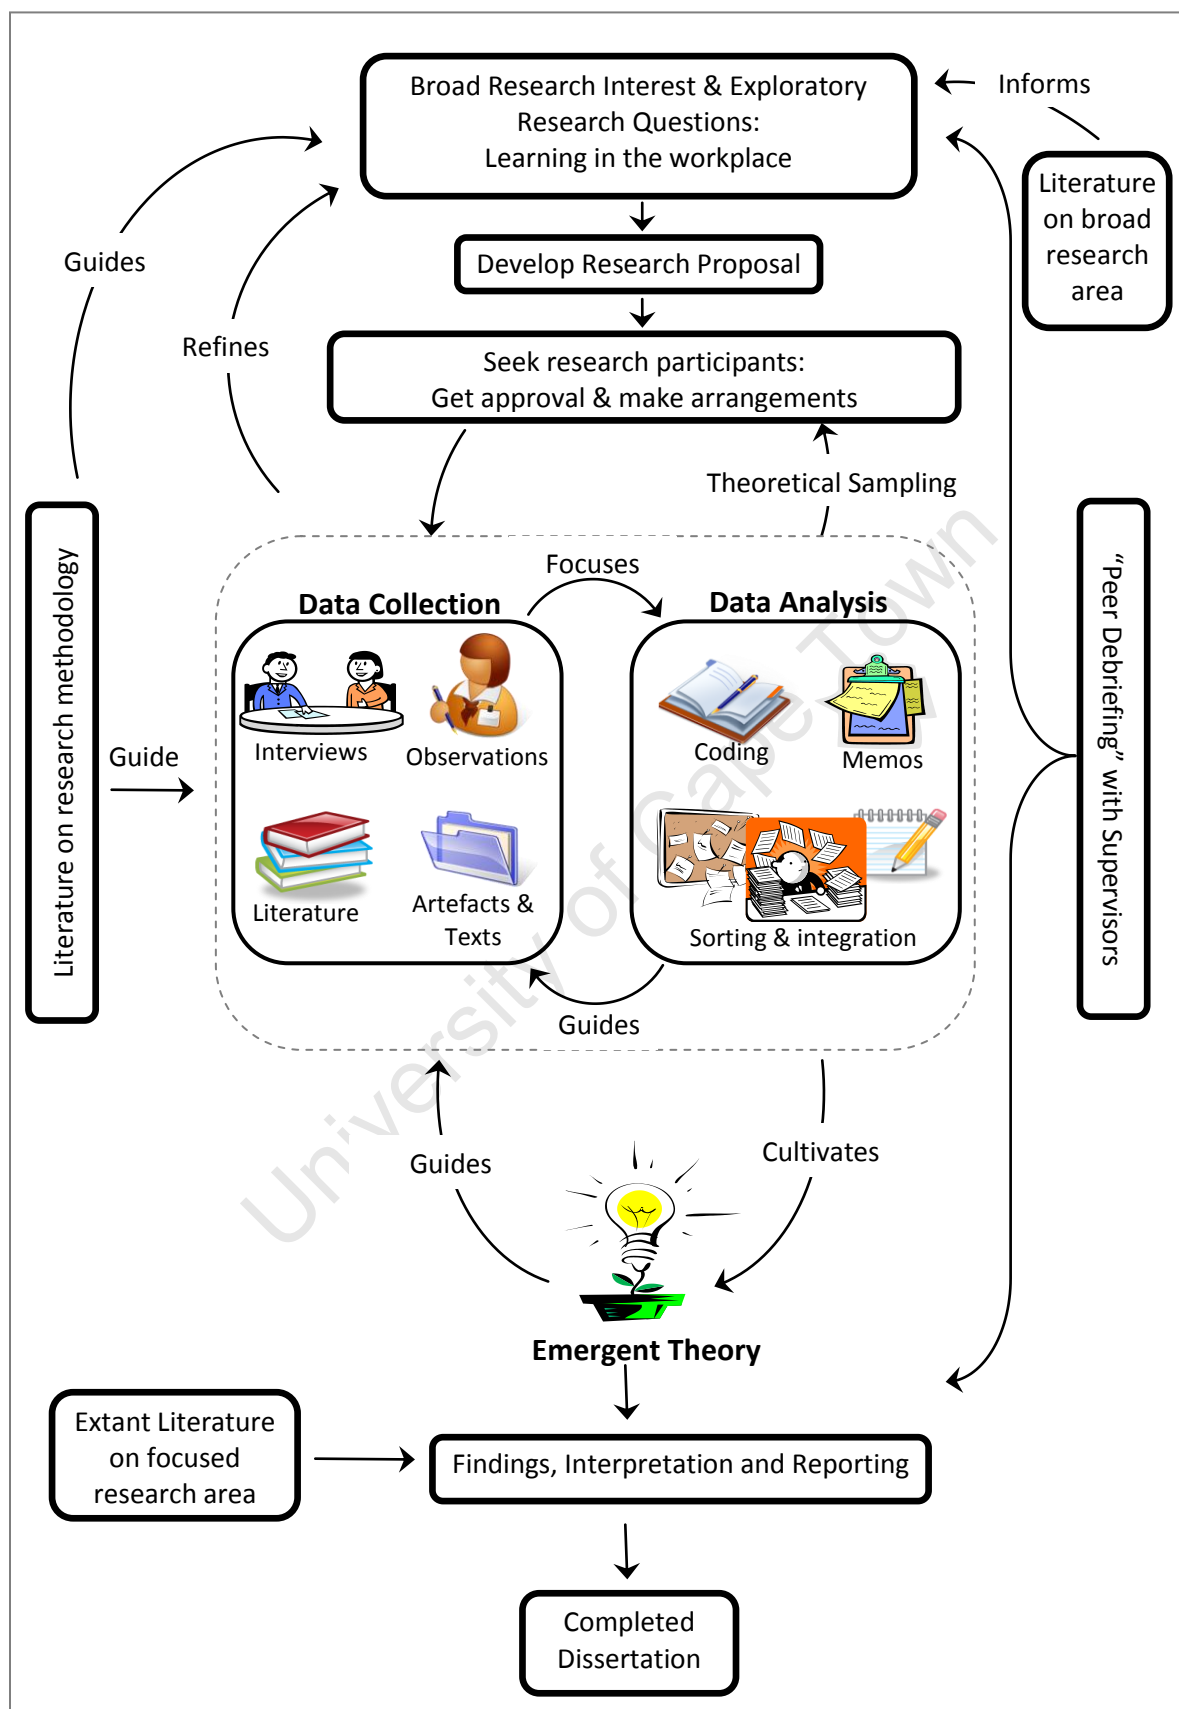 Broad Research Interest & Exploratory
Research Questions:
Learning in the workplace
Informs
Literature
on broad
research
area
Guides
Develop Research Proposal
Refines
Seek research participants:
Get approval & make arrangements
Theoretical Sampling
Literature on research methodology
"Peer Debriefing" with Supervisors
Focuses
Data Collection
Data Analysis
Interviews
Observations
Coding
Memos
Guide
Literature
Artefacts &
Texts
Sorting & integration
Guides
University of Cape Town
Guides
Cultivates
Emergent Theory
Extant Literature
on focused
research area
Findings, Interpretation and Reporting
Completed
Dissertation